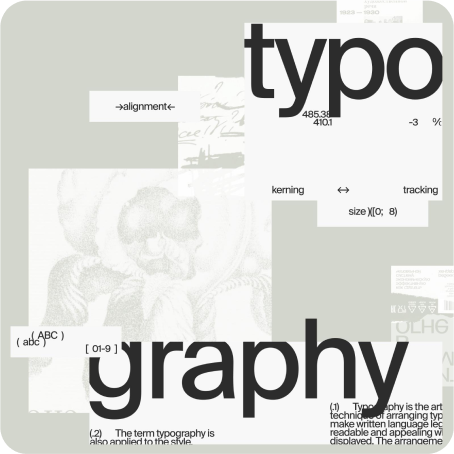 typo
→alignment←
485.38
410.1
-3 %
kerning ↔ tracking
size )([0; 8)
( ABC )
( abc )
[ 01-9 ]
graphy
(.1) Typography is the art
technique of arranging typ
make written language leg
readable and appealing wh
displayed. The arrangeme
(.2) The term typography is
also applied to the style,